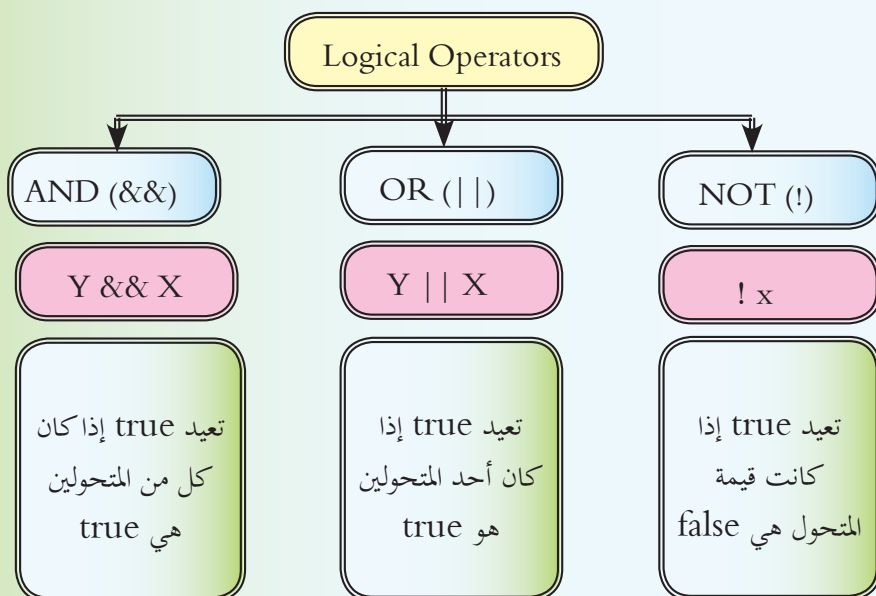 Logical Operators
AND (&&)
OR (||)
NOT (!)
Y && X
Y || X
! x
تعيد true إذا كان
كل من المتحولين
هي true
تعيد true إذا
كان أحد المتحولين
هو true
تعيد true إذا
كانت قيمة
المتحول هي false